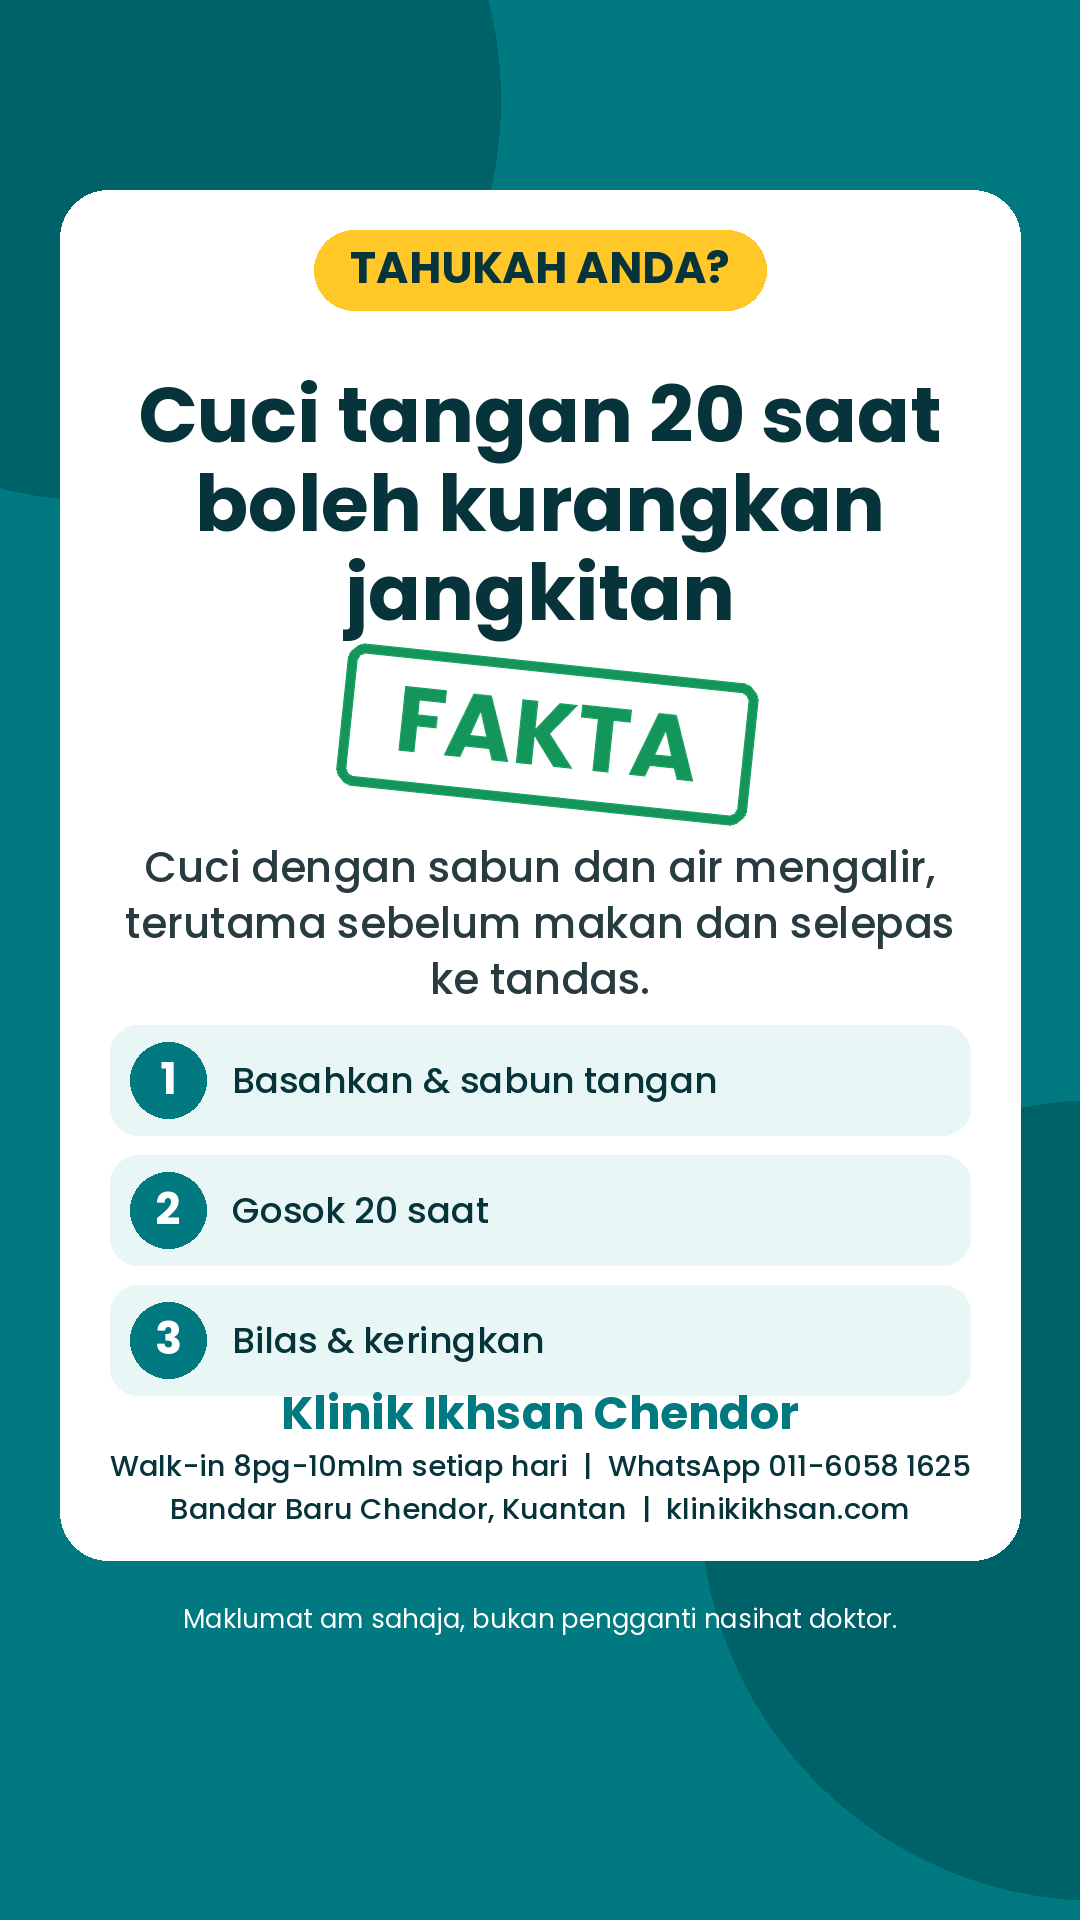 TAHUKAH ANDA?
Cuci tangan 20 saat
boleh kurangkan
jangkitan
FAKTA
Cuci dengan sabun dan air mengalir,
terutama sebelum makan dan selepas
ke tandas.
1 Basahkan & sabun tangan
2 Gosok 20 saat
3 Bilas & keringkan
Klinik Ikhsan Chendor
Walk-in 8pg-10mlm setiap hari | WhatsApp 011-6058 1625
Bandar Baru Chendor, Kuantan | klinikikhsan.com
Maklumat am sahaja, bukan pengganti nasihat doktor.